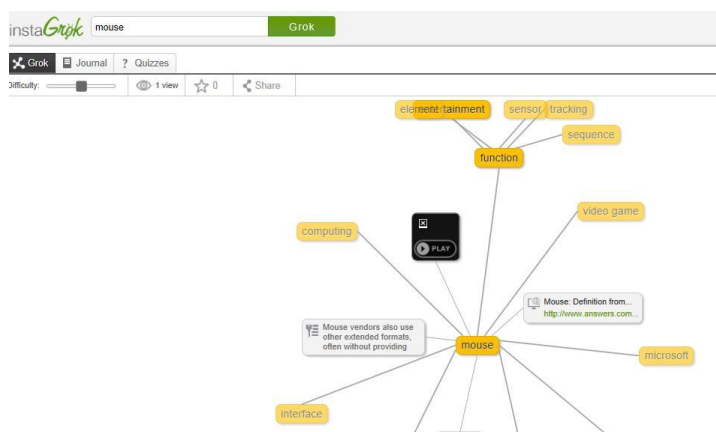 instaGrok
mouse
Grok
Grok
Journal
? Quizzes
Difficulty:
1 view
0
Share
entertainment
sensor
tracking
sequence
function
video game
computing
PLAY
Mouse: Definition from...
http://www.answers.com...
Mouse vendors also use
other extended formats,
often without providing
mouse
microsoft
interface